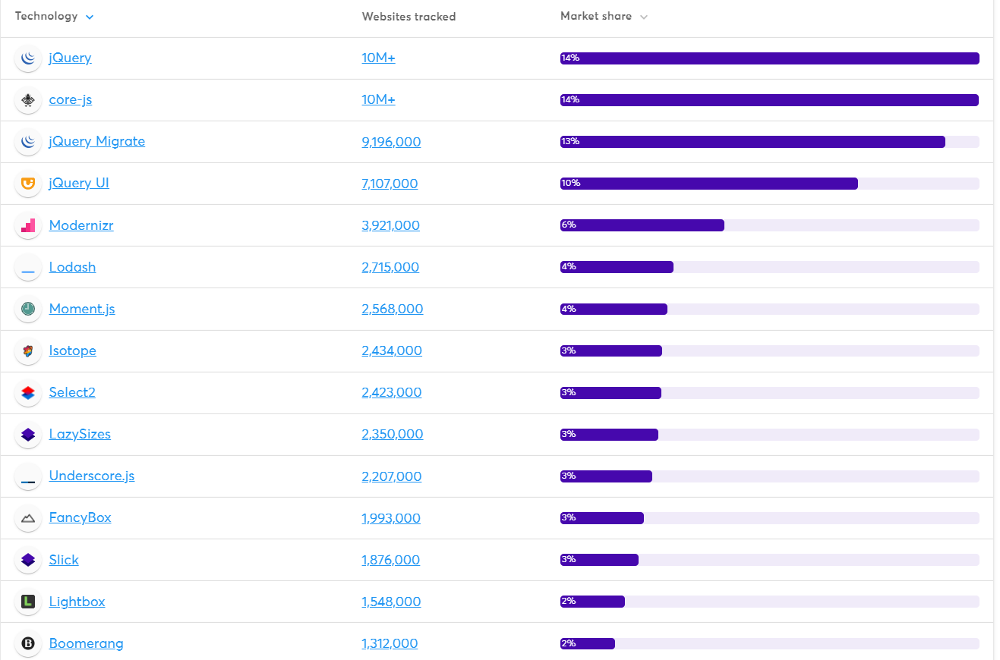 Technology Websites tracked Market share
jQuery 10M+ 14%
core-js 10M+ 14%
jQuery Migrate 9,196,000 13%
jQuery UI 7,107,000 10%
Modernizr 3,921,000 6%
Lodash 2,715,000 4%
Moment.js 2,568,000 4%
Isotope 2,434,000 3%
Select2 2,423,000 3%
LazySizes 2,350,000 3%
Underscore.js 2,207,000 3%
FancyBox 1,993,000 3%
Slick 1,876,000 3%
L Lightbox 1,548,000 2%
B Boomerang 1,312,000 2%